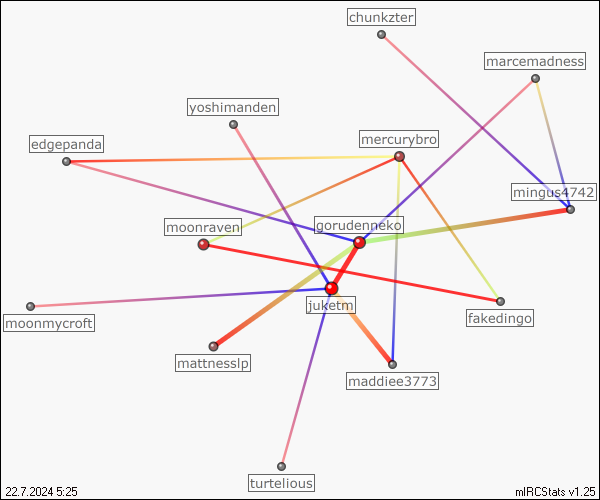 chunkzter
marcemadness
yoshimanden
mercurybro
edgepanda
mingus4742
moonraven
gorudenneko
juketm
fakedingo
moonmycroft
mattnesslp
maddiee3773
turtelious
22.7.2024 5:25
mIRCStats v1.25